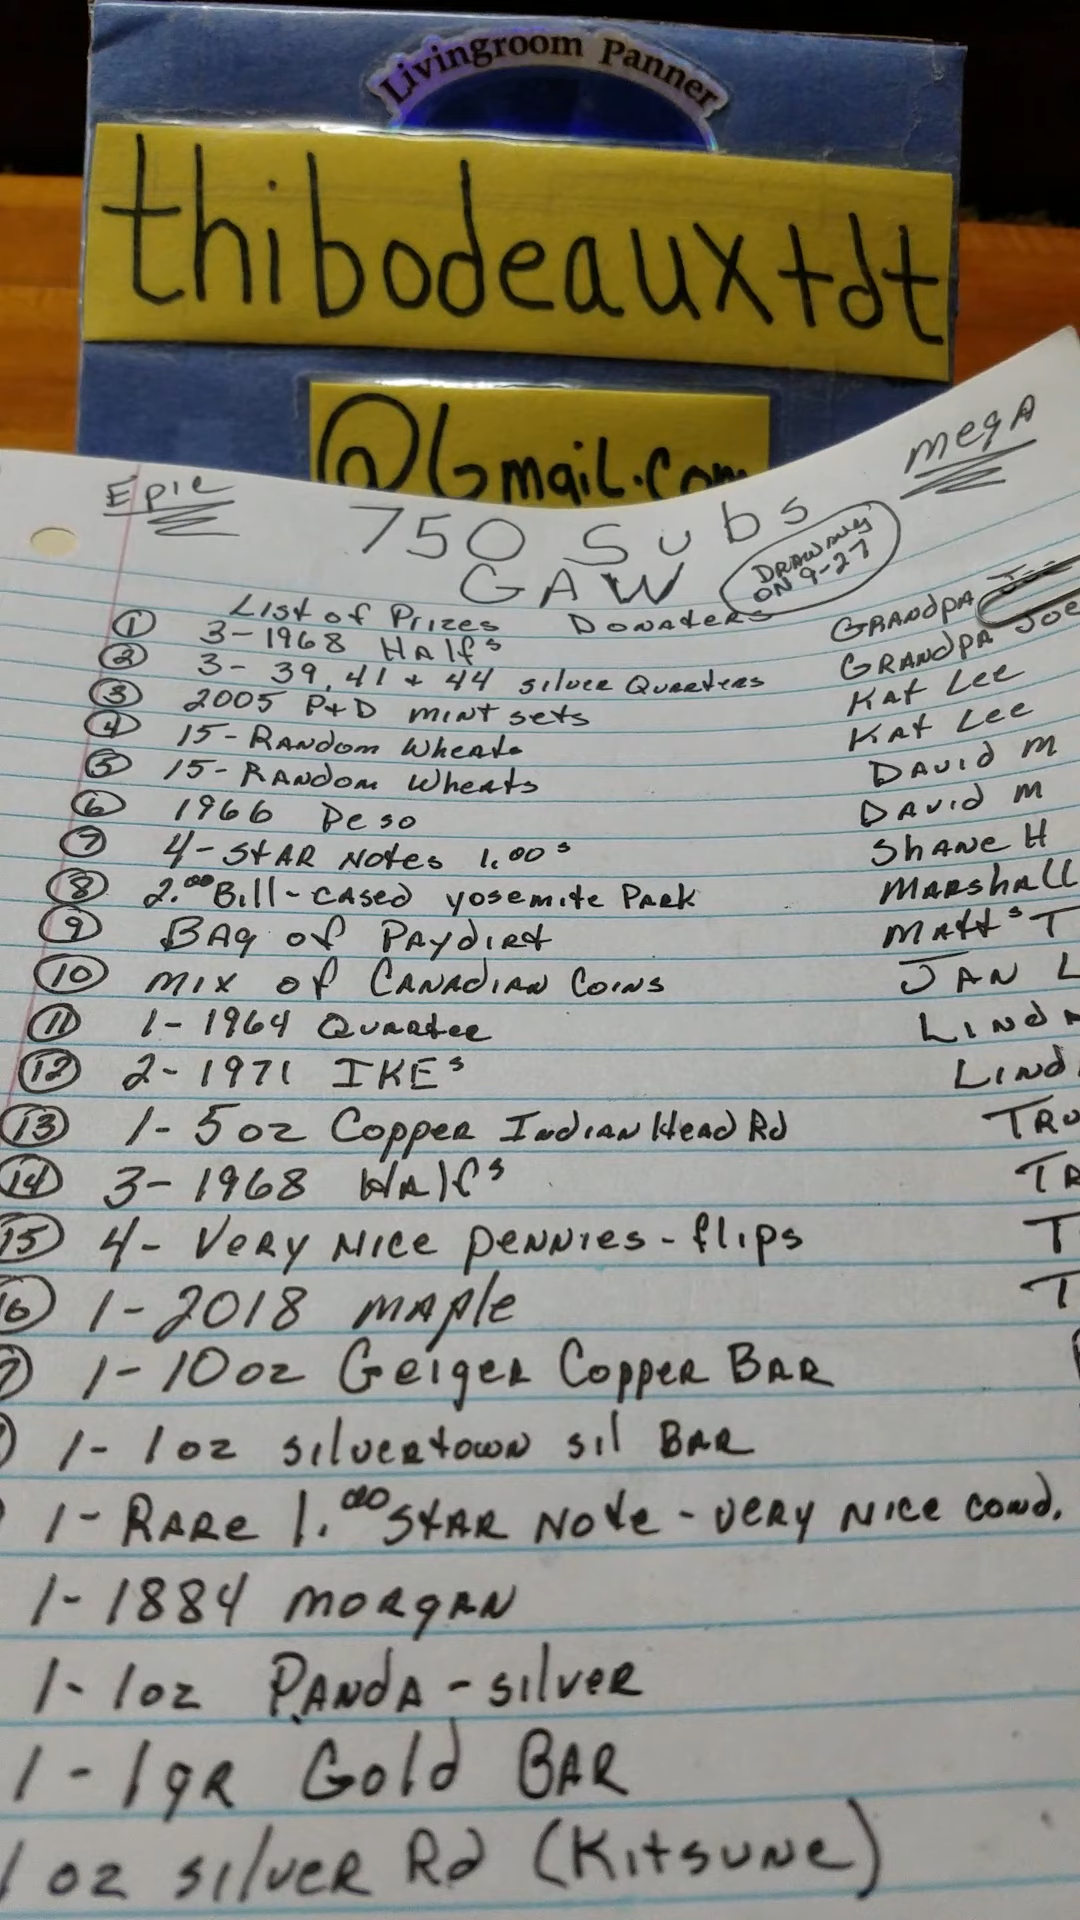 Livingroom Panner
thibodeauxtdt
@Gmail.com
Epic 750 Subs mega
GAW DRAWING ON 9-27
List of Prizes Donaters
① 3-1968 Halfs Grandpa
② 3- 39, 41 + 44 silver Quarters Grandpa Joe
③ 2005 P+D mint sets Kat Lee
④ 15-Random Wheats Kat Lee
⑤ 15-Random Wheats David M
⑥ 1966 Peso David M
⑦ 4-Star Notes 1.00s Shane H
⑧ 2.00 Bill-cased yosemite Park Marshall
⑨ Bag of Paydirt Matt's T
⑩ mix of Canadian Coins Jan L
⑪ 1-1964 Quarter Linda
⑫ 2-1971 IKEs Lind
⑬ 1-5oz Copper Indian Head Rd Tru
⑭ 3-1968 Halfs
⑮ 4- Very Nice pennies-flips T
1-2018 maple T
1-10oz Geiger Copper Bar
1-1oz silvertown sil Bar
1-Rare 1.00 Star Note-very nice cond.
1-1884 morgan
1-1oz Panda-silver
1-1gr Gold Bar
1 oz silver Rd (Kitsune)